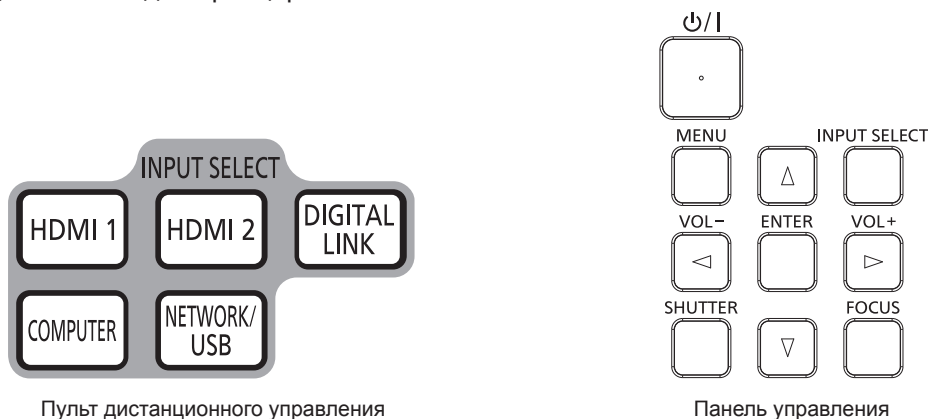 ⏻/|
MENU
INPUT SELECT
VOL−
ENTER
VOL+
SHUTTER
FOCUS
INPUT SELECT
HDMI 1
HDMI 2
DIGITAL
LINK
COMPUTER
NETWORK/
USB
Пульт дистанционного управления
Панель управления